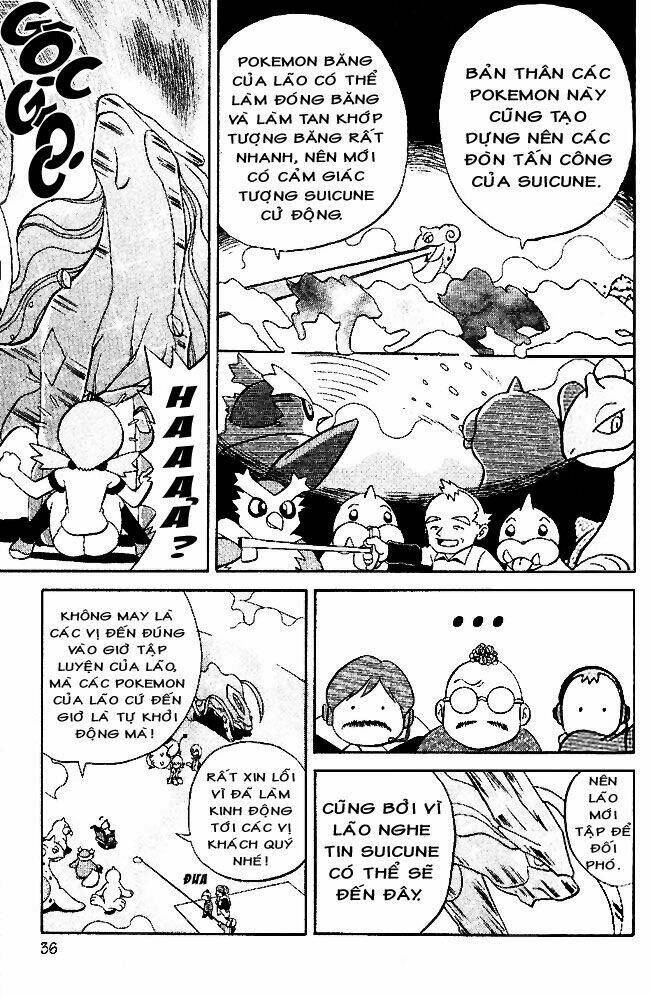 BẢN THÂN CÁC
POKEMON NÀY
CŨNG TẠO
DỰNG NÊN CÁC
ĐÒN TẤN CÔNG
CỦA SUICUNE.
POKEMON BĂNG
CỦA LÃO CÓ THỂ
LÀM ĐÓNG BĂNG
VÀ LÀM TAN KHỚP
TƯỢNG BĂNG RẤT
NHANH, NÊN MỚI
CÓ CẢM GIÁC
TƯỢNG SUICUNE
CỬ ĐỘNG.
GỌC
GIỌC
HAAẢ?
...
NÊN
LÃO
MỚI
TẬP ĐỂ
ĐỐI
PHÓ.
CŨNG BỞI VÌ
LÃO NGHE
TIN SUICUNE
CÓ THỂ SẼ
ĐẾN ĐÂY.
KHÔNG MAY LÀ
CÁC VỊ ĐẾN ĐÚNG
VÀO GIỜ TẬP
LUYỆN CỦA LÃO,
MÀ CÁC POKEMON
CỦA LÃO CỨ ĐẾN
GIỜ LÀ TỰ KHỞI
ĐỘNG MÀ!
RẤT XIN LỖI
VÌ ĐÃ LÀM
KINH ĐỘNG
TỚI CÁC VỊ
KHÁCH QUÝ
NHÉ!
ĐƯA
36